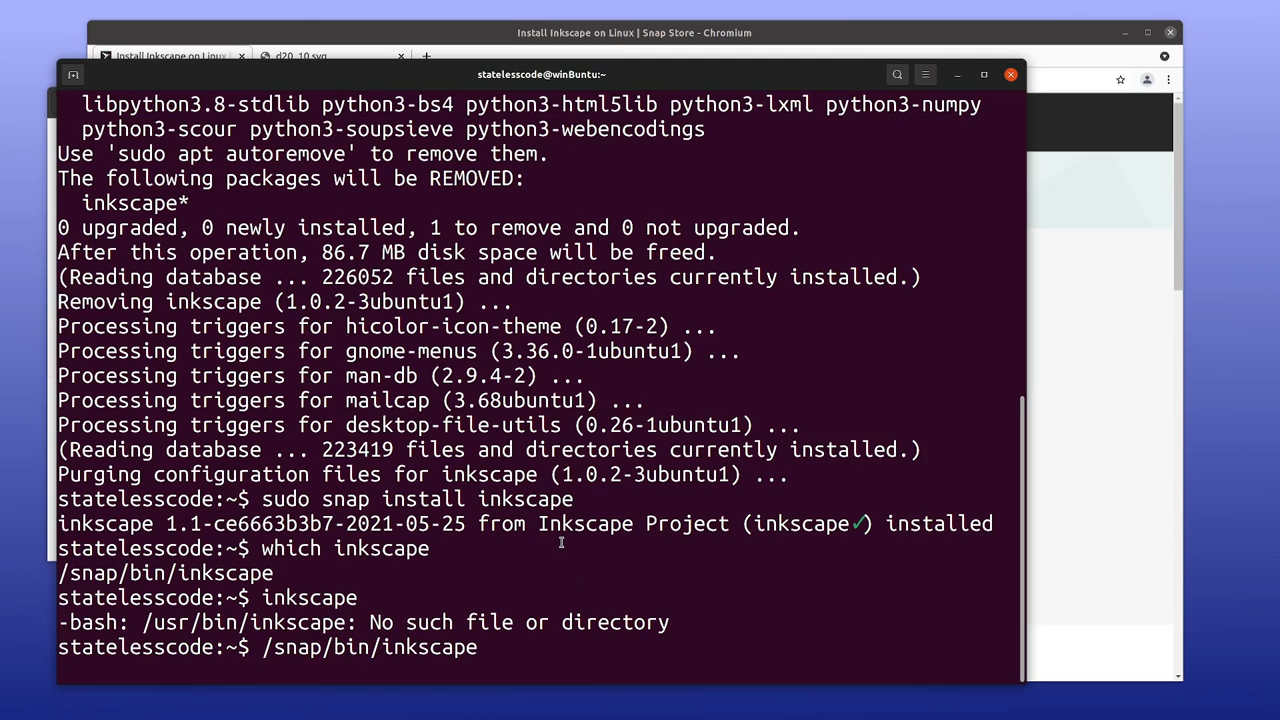 Install Inkscape on Linux | Snap Store - Chromium
Install Inkscape on Linux
d20_10.svg
statelesscode@winBuntu:~
libpython3.8-stdlib python3-bs4 python3-html5lib python3-lxml python3-numpy
python3-scour python3-soupsieve python3-webencodings
Use 'sudo apt autoremove' to remove them.
The following packages will be REMOVED:
inkscape*
0 upgraded, 0 newly installed, 1 to remove and 0 not upgraded.
After this operation, 86.7 MB disk space will be freed.
(Reading database ... 226052 files and directories currently installed.)
Removing inkscape (1.0.2-3ubuntu1) ...
Processing triggers for hicolor-icon-theme (0.17-2) ...
Processing triggers for gnome-menus (3.36.0-1ubuntu1) ...
Processing triggers for man-db (2.9.4-2) ...
Processing triggers for mailcap (3.68ubuntu1) ...
Processing triggers for desktop-file-utils (0.26-1ubuntu1) ...
(Reading database ... 223419 files and directories currently installed.)
Purging configuration files for inkscape (1.0.2-3ubuntu1) ...
statelesscode:~$ sudo snap install inkscape
inkscape 1.1-ce6663b3b7-2021-05-25 from Inkscape Project (inkscape✓) installed
statelesscode:~$ which inkscape
/snap/bin/inkscape
statelesscode:~$ inkscape
-bash: /usr/bin/inkscape: No such file or directory
statelesscode:~$ /snap/bin/inkscape